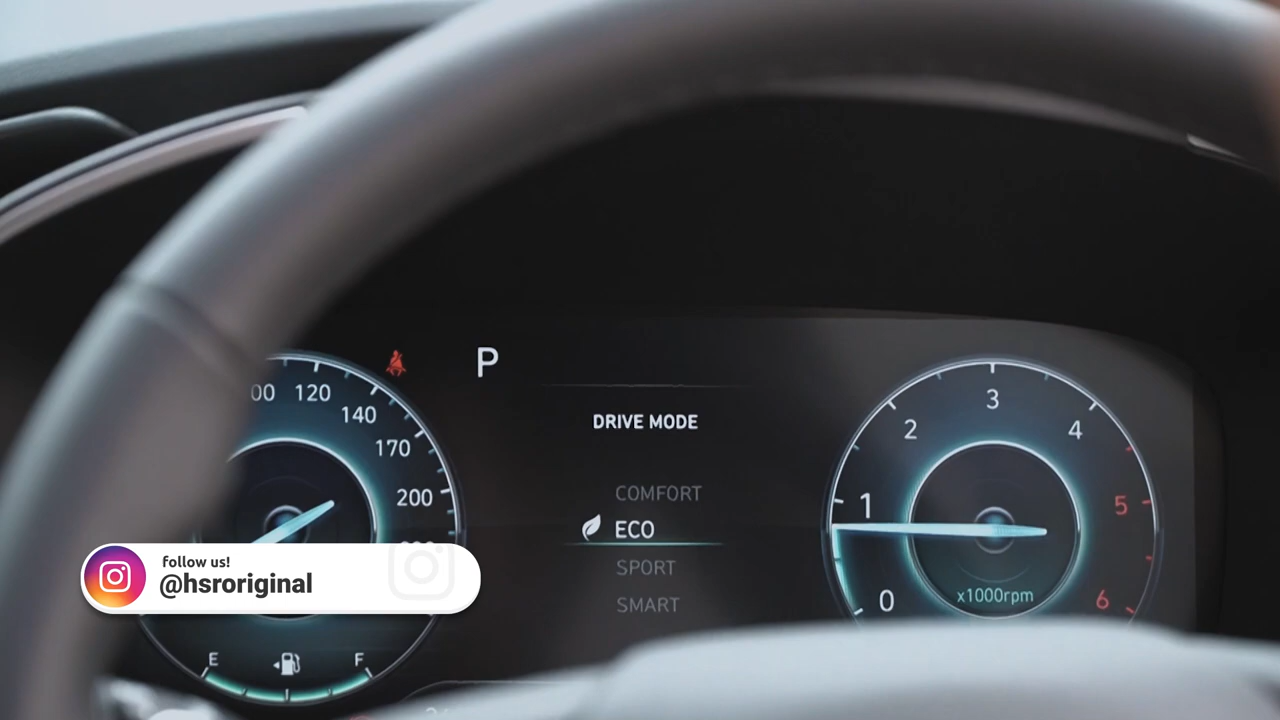 120
140
170
200
P
DRIVE MODE
COMFORT
ECO
SPORT
SMART
0
1
2
3
4
5
6
x1000rpm
follow us!
@hsroriginal
E
F